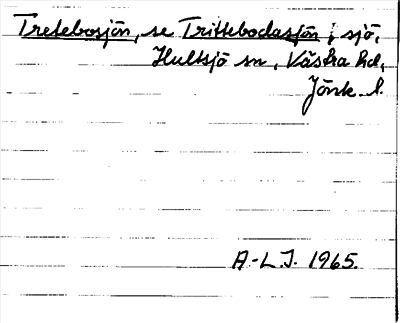 Tretebosjön, se Trittebodasjön, sjö,
Hultsjö sn, Västra hd,
Jönk. l.
A.-L.J. 1965.